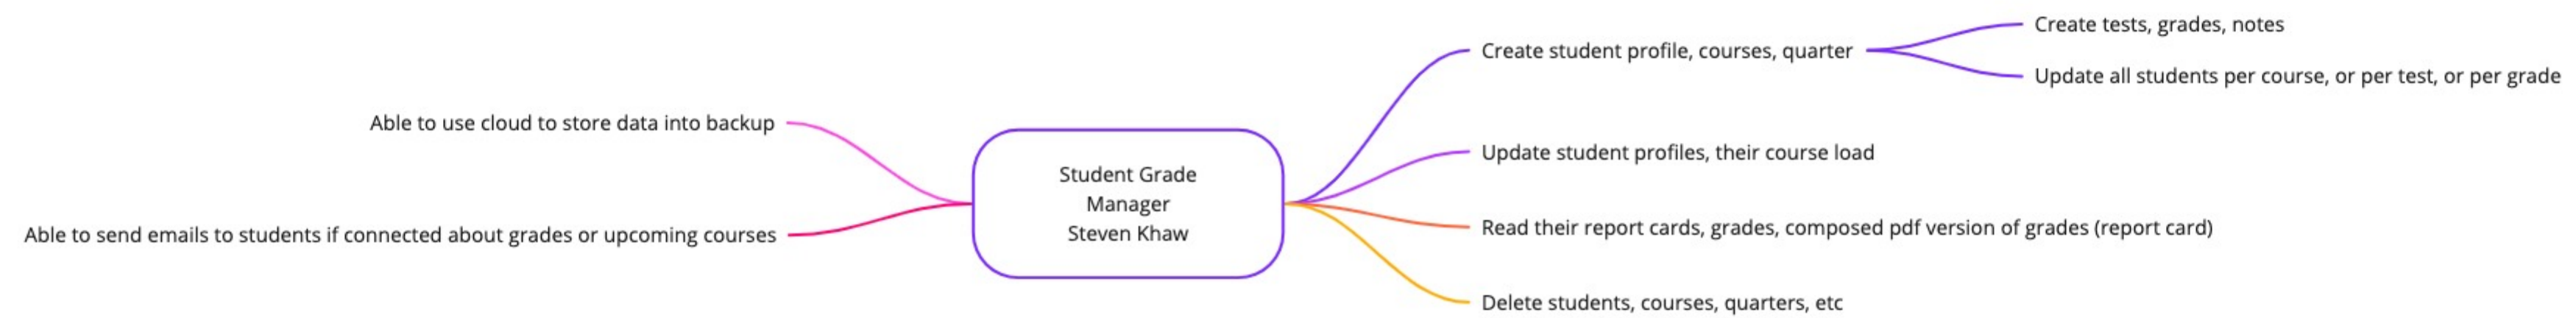 Able to use cloud to store data into backup
Able to send emails to students if connected about grades or upcoming courses
Student Grade
Manager
Steven Khaw
Create student profile, courses, quarter
Create tests, grades, notes
Update all students per course, or per test, or per grade
Update student profiles, their course load
Read their report cards, grades, composed pdf version of grades (report card)
Delete students, courses, quarters, etc